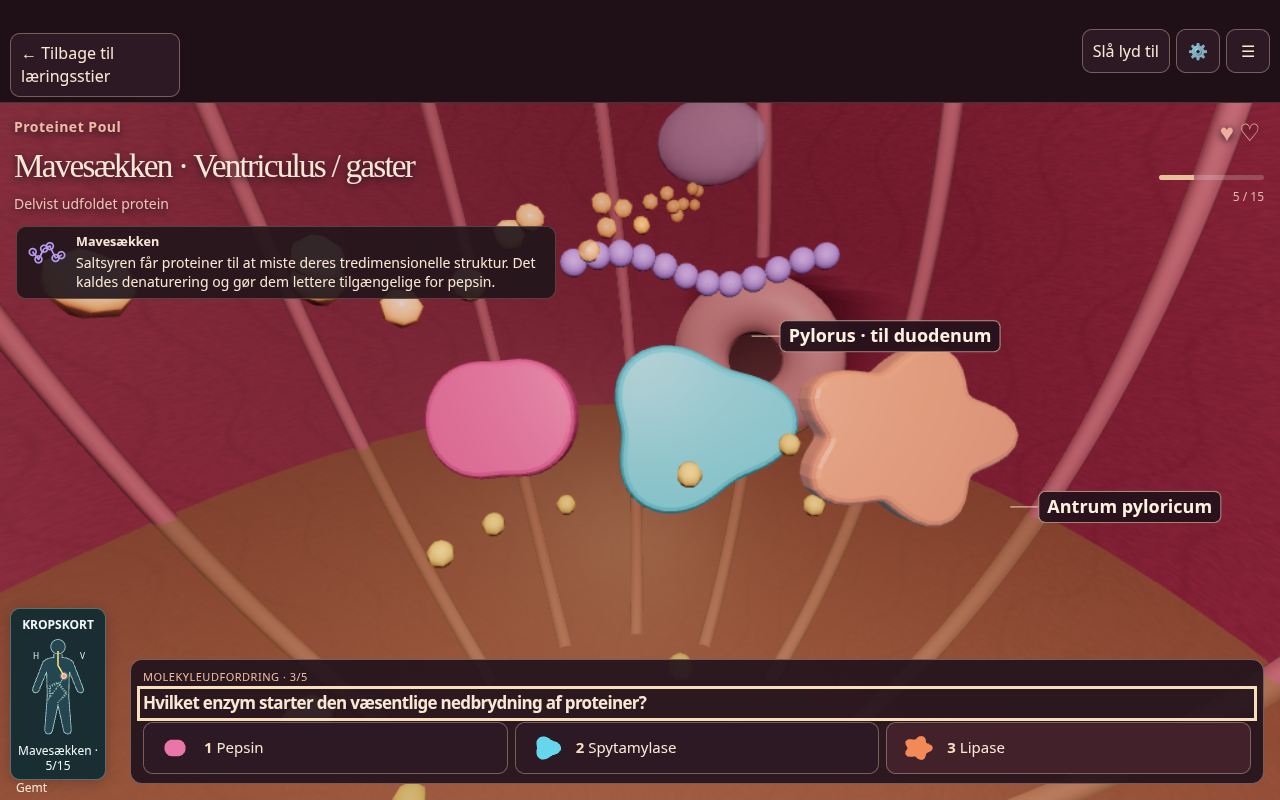 ← Tilbage til
læringsstier
Slå lyd til
Proteinet Poul
Mavesækken · Ventriculus / gaster
Delvist udfoldet protein
5 / 15
Mavesækken
Saltsyren får proteiner til at miste deres tredimensionelle struktur. Det
kaldes denaturering og gør dem lettere tilgængelige for pepsin.
Pylorus · til duodenum
Antrum pyloricum
KROPSKORT
H V
Mavesækken ·
5/15
Gemt
MOLEKYLEUDFORDRING · 3/5
Hvilket enzym starter den væsentlige nedbrydning af proteiner?
1 Pepsin
2 Spytamylase
3 Lipase